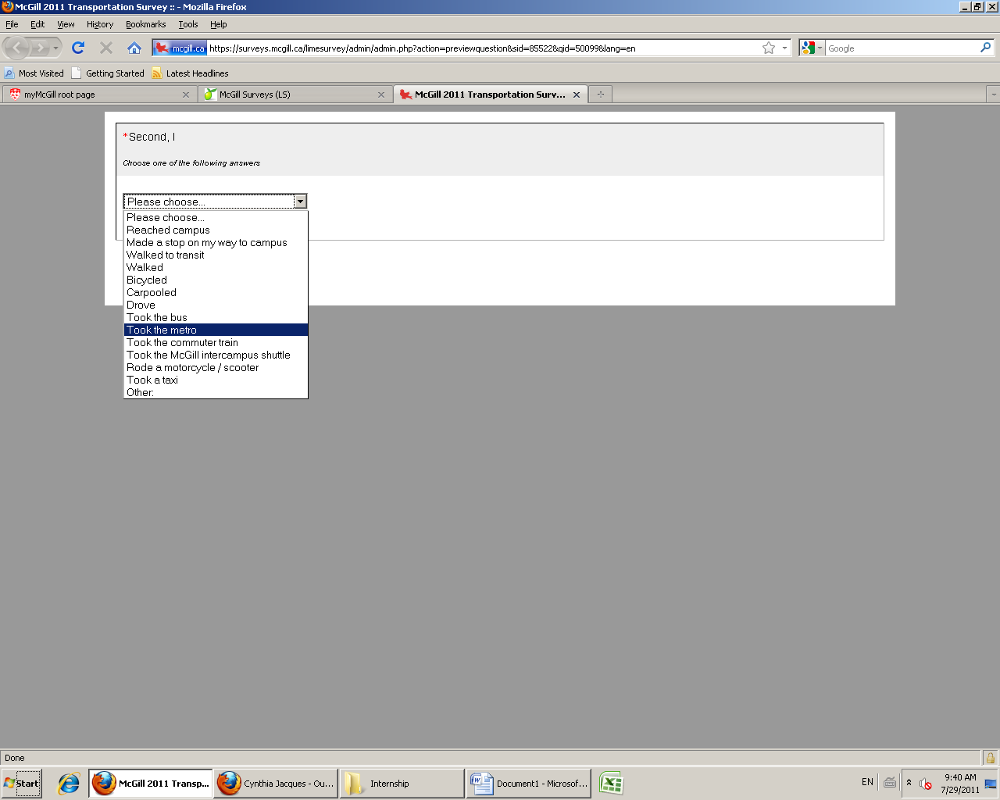 McGill 2011 Transportation Survey :: - Mozilla Firefox
File Edit View History Bookmarks Tools Help
mcgill.ca https://surveys.mcgill.ca/limesurvey/admin/admin.php?action=previewquestion&sid=85522&qid=50099&lang=en Google
Most Visited Getting Started Latest Headlines
myMcGill root page McGill Surveys (LS) McGill 2011 Transportation Surv...
*Second, I
Choose one of the following answers
Please choose...
Please choose...
Reached campus
Made a stop on my way to campus
Walked to transit
Walked
Bicycled
Carpooled
Drove
Took the bus
Took the metro
Took the commuter train
Took the McGill intercampus shuttle
Rode a motorcycle / scooter
Took a taxi
Other:
Done
Start McGill 2011 Transp... Cynthia Jacques - Ou... Internship Document1 - Microsof... EN 9:40 AM
7/29/2011